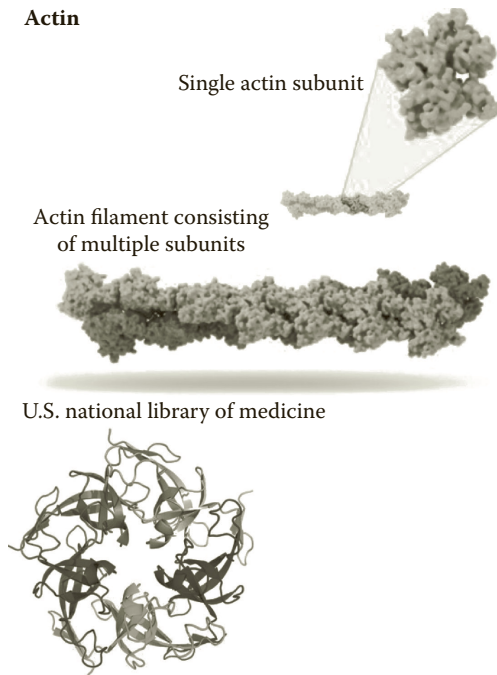 Actin
Single actin subunit
Actin filament consisting
of multiple subunits
U.S. national library of medicine